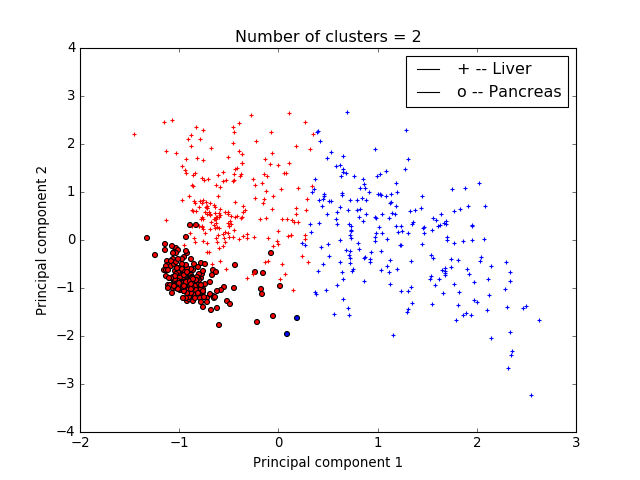 Number of clusters = 2
+ -- Liver
o -- Pancreas
4
3
2
1
0
−1
−2
−3
−4
Principal component 2
−2 −1 0 1 2 3
Principal component 1